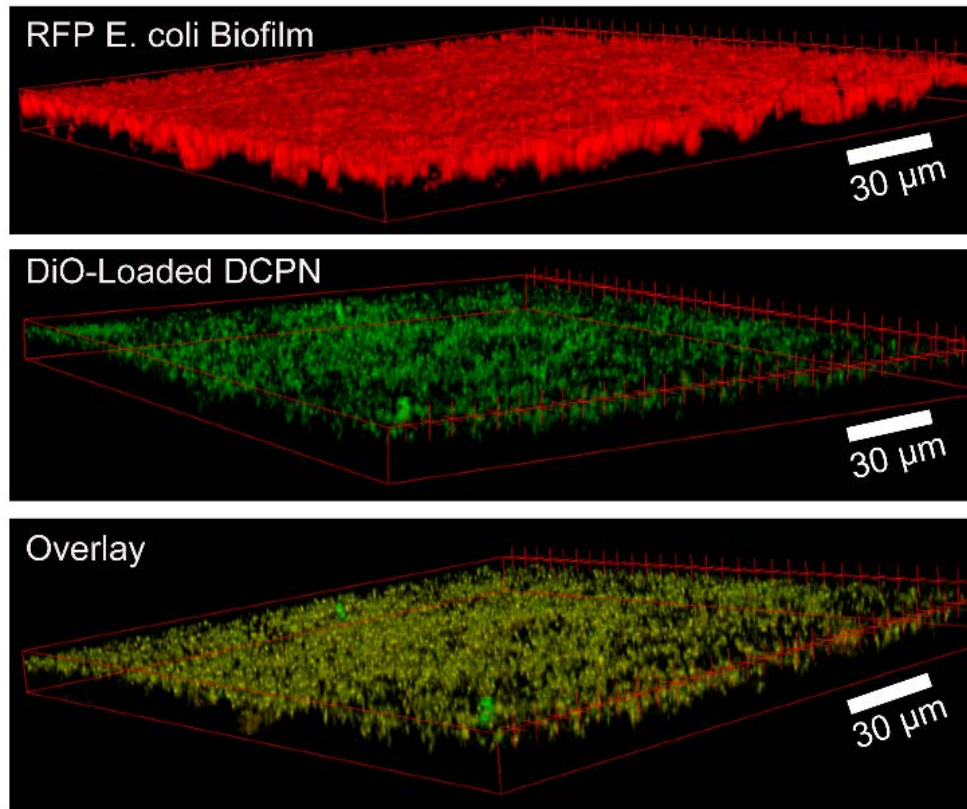 RFP E. coli Biofilm
30 µm
DiO-Loaded DCPN
30 µm
Overlay
30 µm